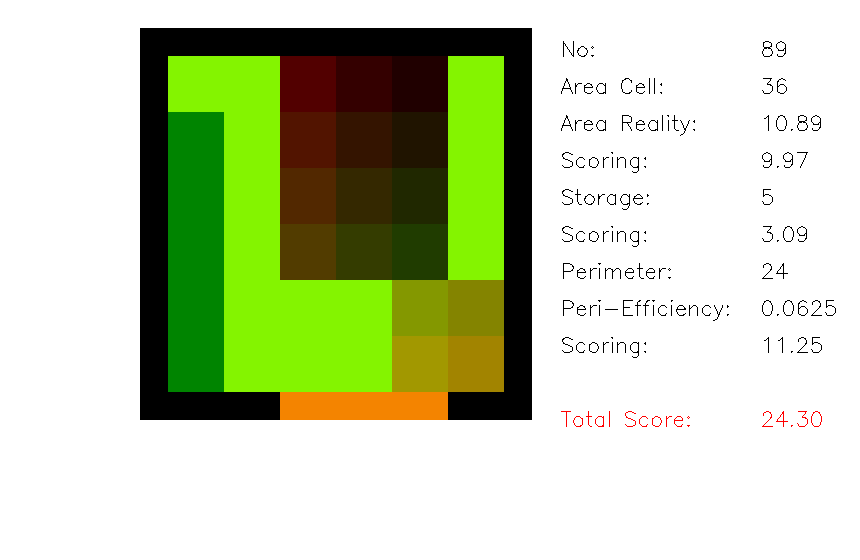 No: 89
Area Cell: 36
Area Reality: 10.89
Scoring: 9.97
Storage: 5
Scoring: 3.09
Perimeter: 24
Peri-Efficiency: 0.0625
Scoring: 11.25
Total Score: 24.30